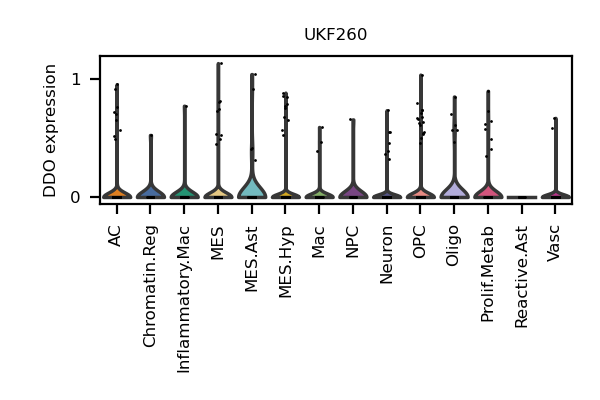 UKF260
DDO expression
1
0
AC
Chromatin.Reg
Inflammatory.Mac
MES
MES.Ast
MES.Hyp
Mac
NPC
Neuron
OPC
Oligo
Prolif.Metab
Reactive.Ast
Vasc